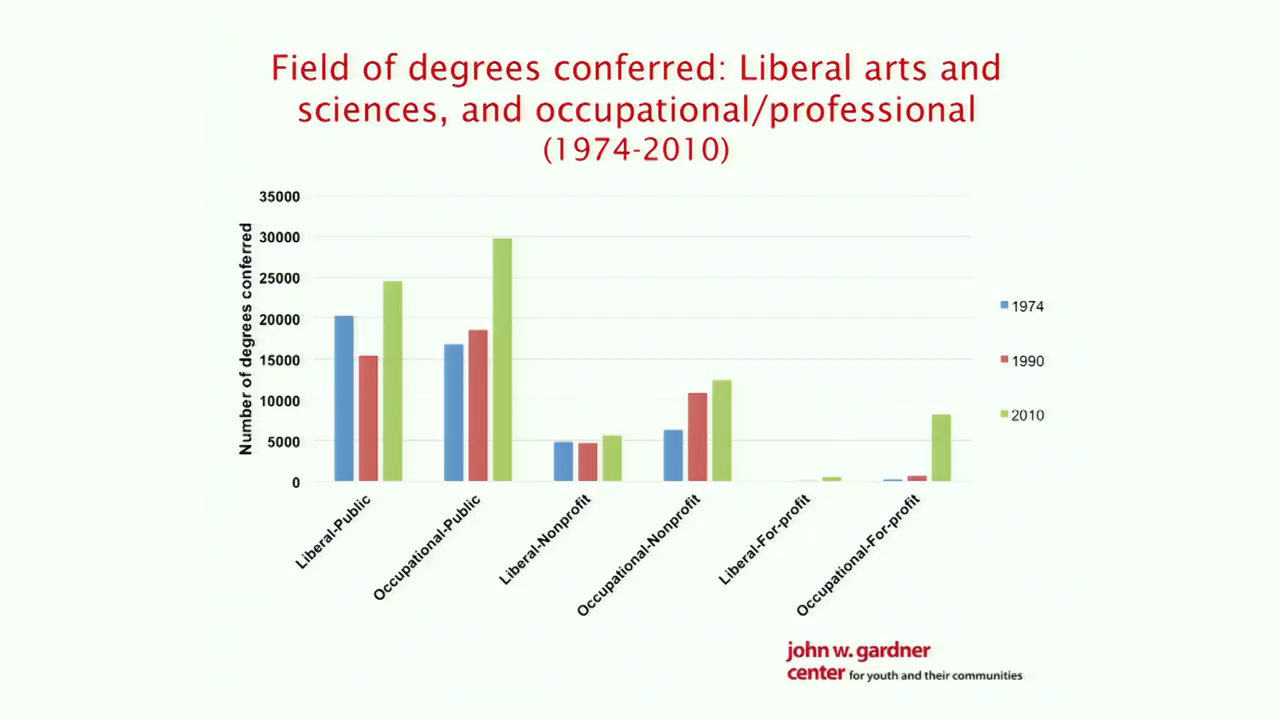 Field of degrees conferred: Liberal arts and
sciences, and occupational/professional
(1974-2010)
Number of degrees conferred
35000
30000
25000
20000
15000
10000
5000
0
Liberal-Public
Occupational-Public
Liberal-Nonprofit
Occupational-Nonprofit
Liberal-For-profit
Occupational-For-profit
1974
1990
2010
john w. gardner
center for youth and their communities